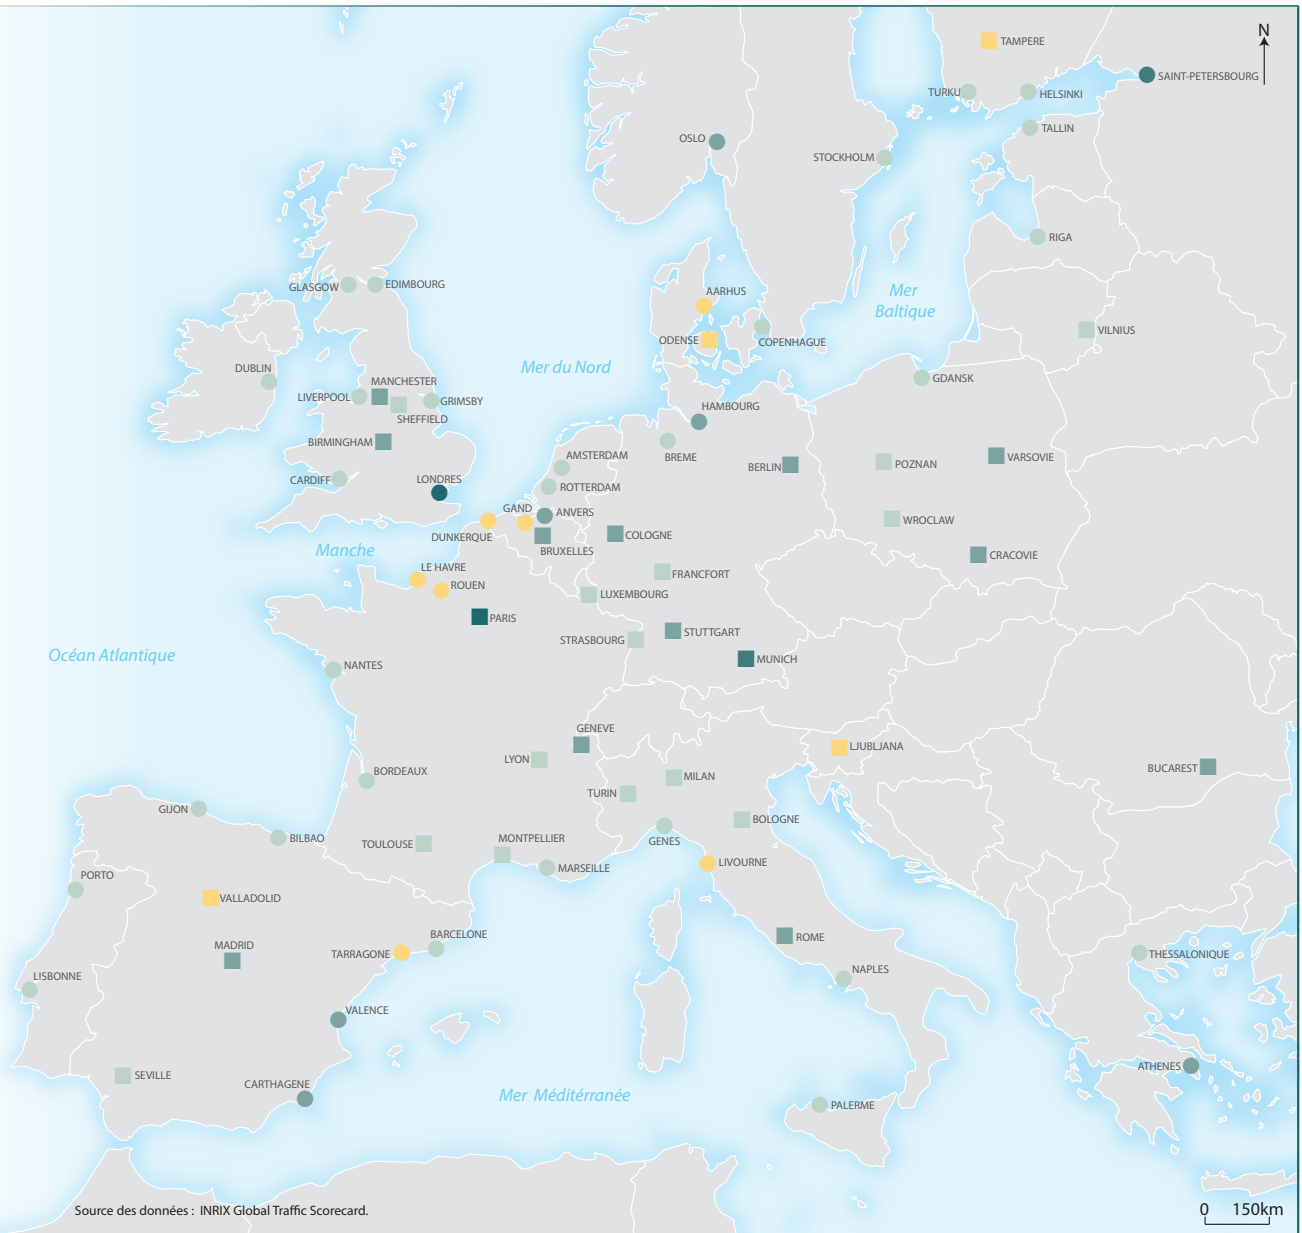 N
TAMPERE
SAINT-PETERSBOURG
TURKU
HELSINKI
TALLIN
OSLO
STOCKHOLM
RIGA
GLASGOW
EDIMBOURG
AARHUS
Mer
Baltique
VILNIUS
ODENSE
COPENHAGUE
DUBLIN
Mer du Nord
MANCHESTER
GDANSK
LIVERPOOL
GRIMSBY
SHEFFIELD
HAMBOURG
BIRMINGHAM
BREME
AMSTERDAM
VARSOVIE
BERLIN
POZNAN
CARDIFF
LONDRES
ROTTERDAM
GAND
ANVERS
WROCLAW
DUNKERQUE
COLOGNE
BRUXELLES
Manche
CRACOVIE
LE HAVRE
FRANCFORT
ROUEN
LUXEMBOURG
PARIS
STUTTGART
STRASBOURG
Océan Atlantique
MUNICH
NANTES
GENEVE
LJUBLJANA
LYON
BUCAREST
BORDEAUX
MILAN
TURIN
GIJON
BOLOGNE
BILBAO
MONTPELLIER
GENES
TOULOUSE
LIVOURNE
MARSEILLE
PORTO
VALLADOLID
BARCELONE
ROME
MADRID
TARRAGONE
THESSALONIQUE
NAPLES
LISBONNE
VALENCE
ATHENES
SEVILLE
CARTHAGENE
Mer Méditérranée
PALERME
Source des données : INRIX Global Traffic Scorecard.
0 150km